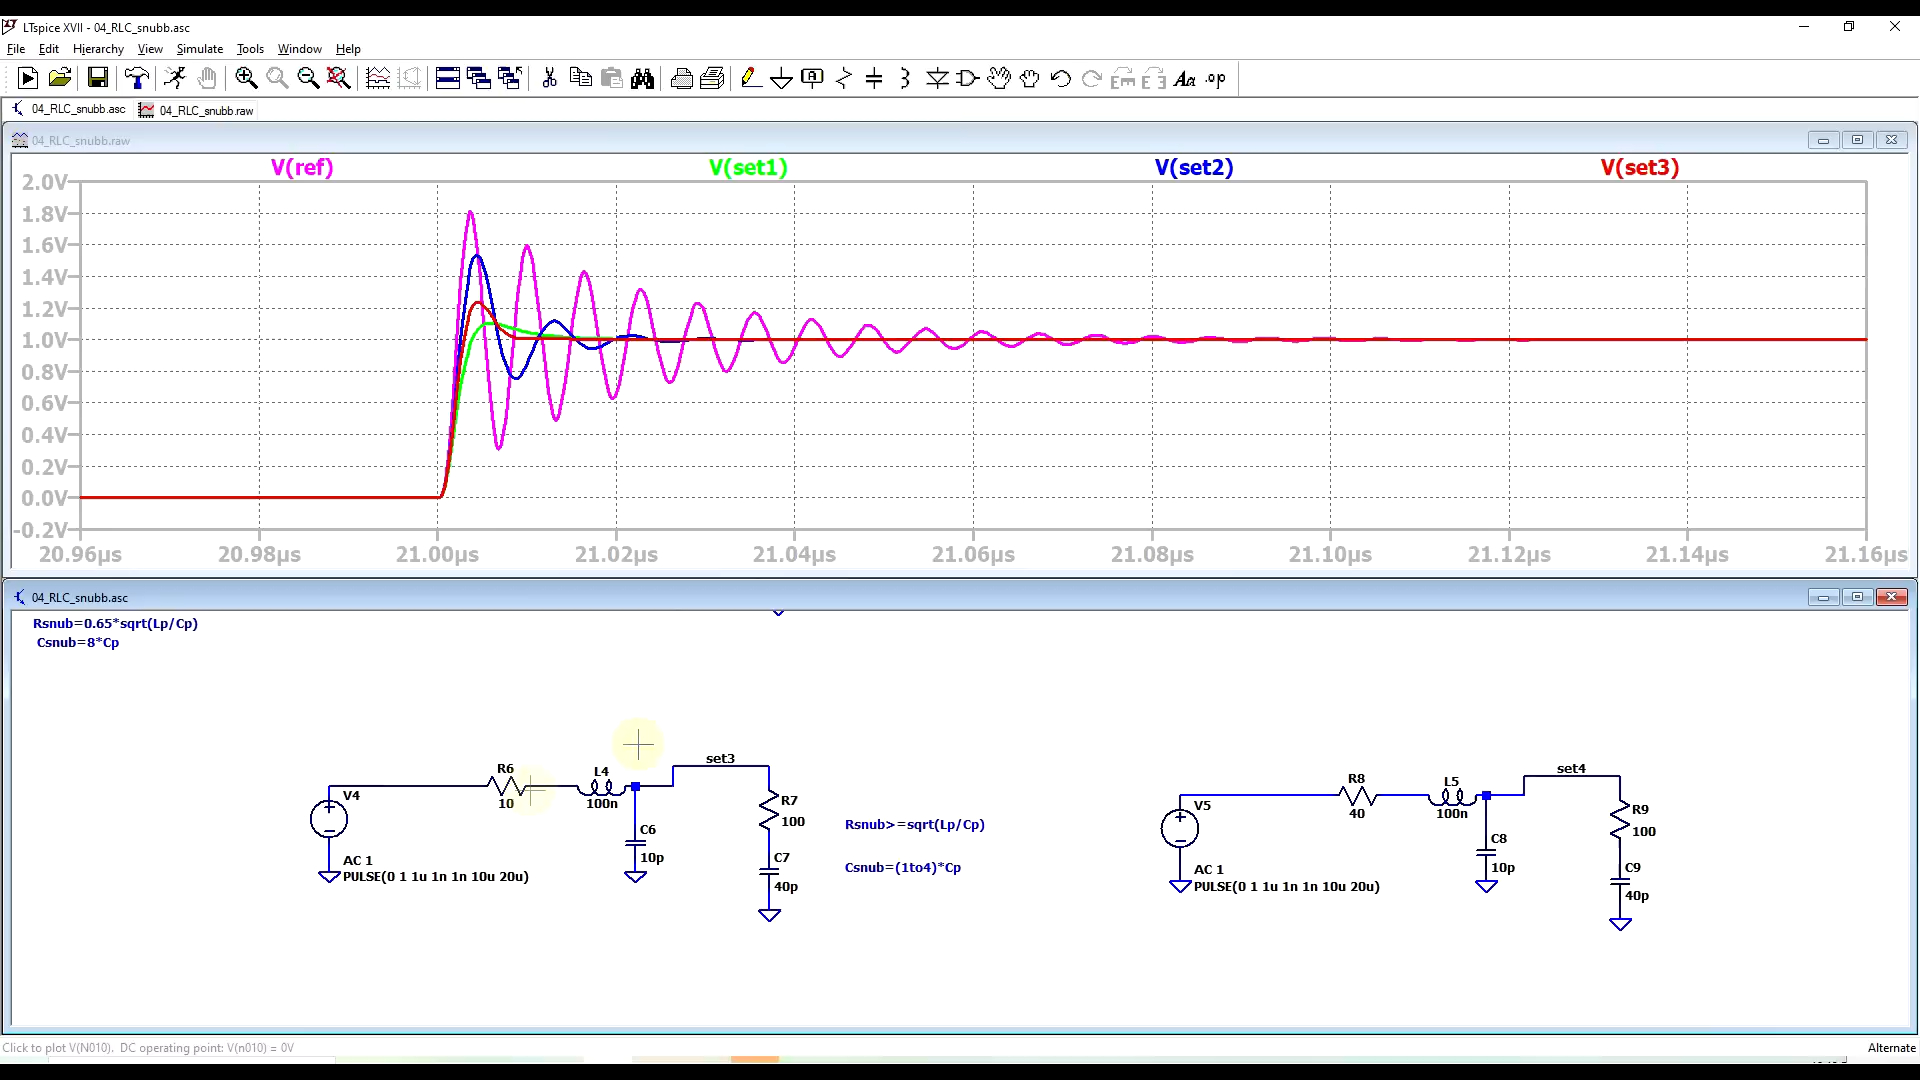 LTspice XVII - 04_RLC_snubb.asc
File Edit Hierarchy View Simulate Tools Window Help
.op
04_RLC_snubb.asc 04_RLC_snubb.raw
04_RLC_snubb.raw
V(ref) V(set1) V(set2) V(set3)
2.0V
1.8V
1.6V
1.4V
1.2V
1.0V
0.8V
0.6V
0.4V
0.2V
0.0V
-0.2V
20.96µs 20.98µs 21.00µs 21.02µs 21.04µs 21.06µs 21.08µs 21.10µs 21.12µs 21.14µs 21.16µs
04_RLC_snubb.asc
Rsnub=0.65*sqrt(Lp/Cp)
Csnub=8*Cp
V4
AC 1
PULSE(0 1 1u 1n 1n 10u 20u)
R6
10
L4
100n
C6
10p
set3
R7
100
C7
40p
Rsnub>=sqrt(Lp/Cp)
Csnub=(1to4)*Cp
V5
AC 1
PULSE(0 1 1u 1n 1n 10u 20u)
R8
40
L5
100n
C8
10p
set4
R9
100
C9
40p
Click to plot V(N010). DC operating point: V(n010) = 0V
Alternate